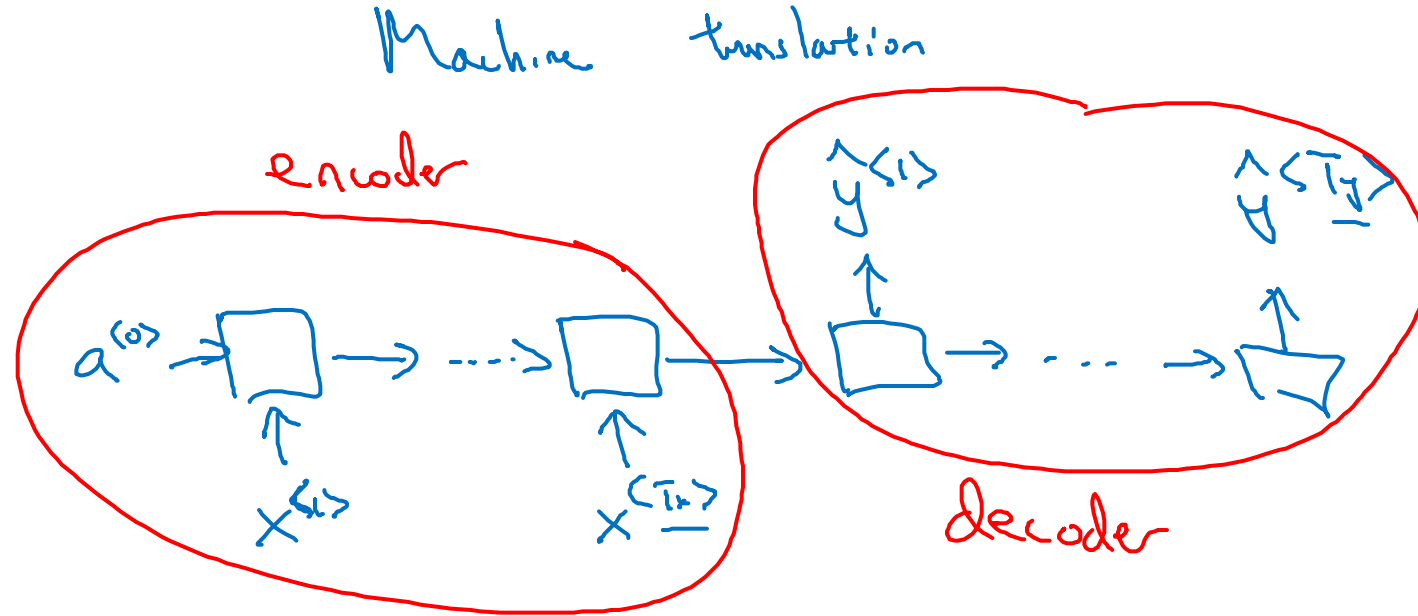 Machine translation
encoder
ŷ<1> ŷ<Ty>
a<0>
x<1> x<Tx>
decoder